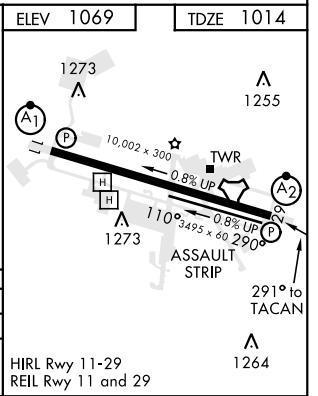 ELEV 1069
TDZE 1014
1273
1255
A1
P
10,002 x 300
TWR
0.8% UP
A2
H
H
29
110°
3495 x 60
0.8% UP
290°
P
1273
ASSAULT
STRIP
291° to
TACAN
1264
HIRL Rwy 11-29
REIL Rwy 11 and 29